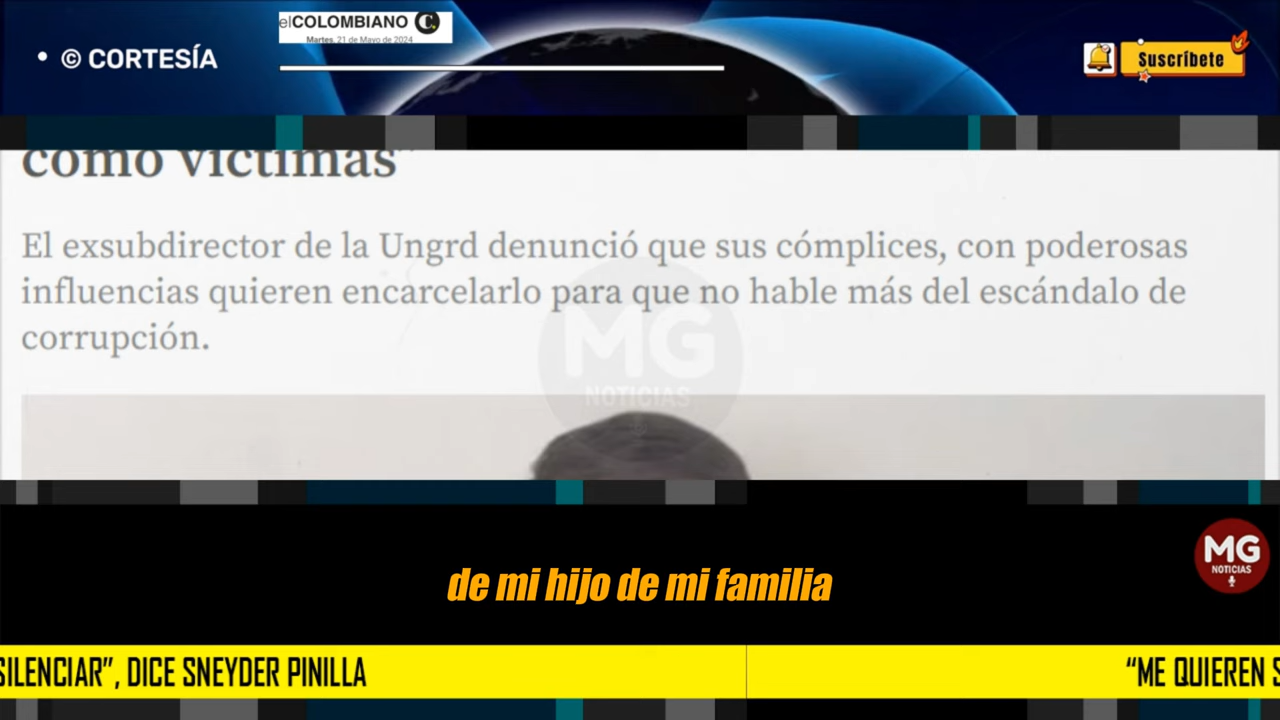 elCOLOMBIANO C
Martes, 21 de Mayo de 2024
• © CORTESÍA
Suscríbete
como víctimas"
El exsubdirector de la Ungrd denunció que sus cómplices, con poderosas
influencias quieren encarcelarlo para que no hable más del escándalo de
corrupción.
MG
NOTICIAS
de mi hijo de mi familia
MG
NOTICIAS
SILENCIAR”, DICE SNEYDER PINILLA
“ME QUIEREN S